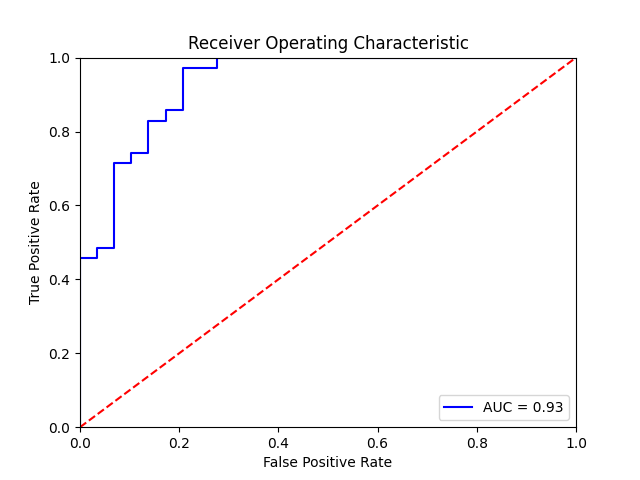 Receiver Operating Characteristic
1.0
0.8
0.6
0.4
0.2
0.0
True Positive Rate
AUC = 0.93
0.0 0.2 0.4 0.6 0.8 1.0
False Positive Rate